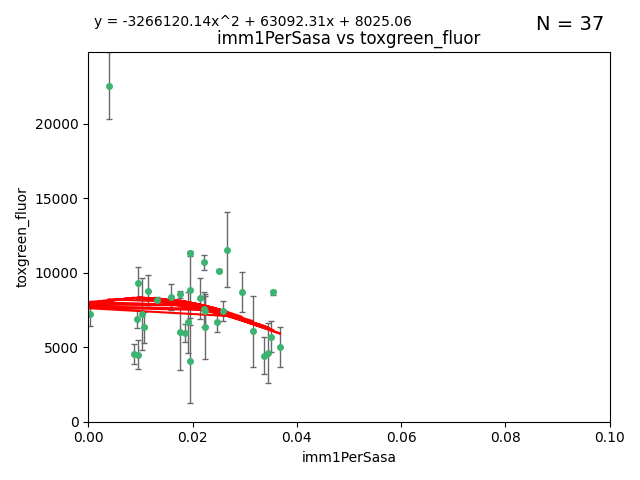 y = -3266120.14x^2 + 63092.31x + 8025.06
N = 37
imm1PerSasa vs toxgreen_fluor
toxgreen_fluor
20000
15000
10000
5000
0
0.00 0.02 0.04 0.06 0.08 0.10
imm1PerSasa